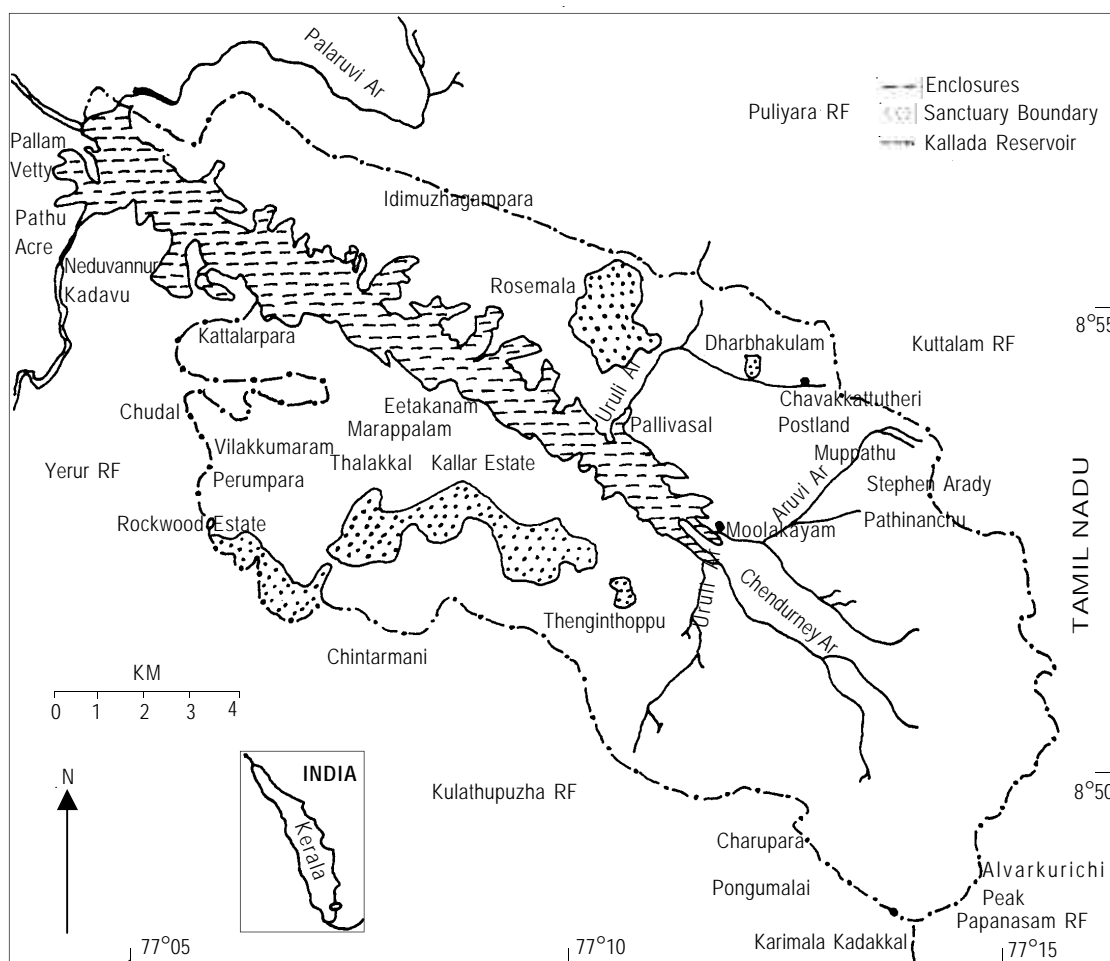 Palaruvi Ar
Puliyara RF
Enclosures
Sanctuary Boundary
Kallada Reservoir
Pallam
Vetty
Idimuzhagampara
Pathu
Acre
Neduvannur
Kadavu
Rosemala
8°55
Kattalarpara
Dharbhakulam
Kuttalam RF
Uruli Ar
Chudal
Eetakanam
Marappalam
Pallivasal
Chavakkattutheri
Postland
Vilakkumaram
Muppathu
Yerur RF
Perumpara
Thalakkal
Kallar Estate
Aruvi Ar
Stephen Arady
Pathinanchu
TAMIL NADU
Rockwood Estate
Moolakayam
Uruli Ar
Chendurney Ar
Thenginthoppu
Chintarmani
KM
0 1 2 3 4
N
INDIA
Kerala
Kulathupuzha RF
8°50
Charupara
Pongumalai
Alvarkurichi
Peak
Papanasam RF
Karimala Kadakkal
77°05
77°10
77°15